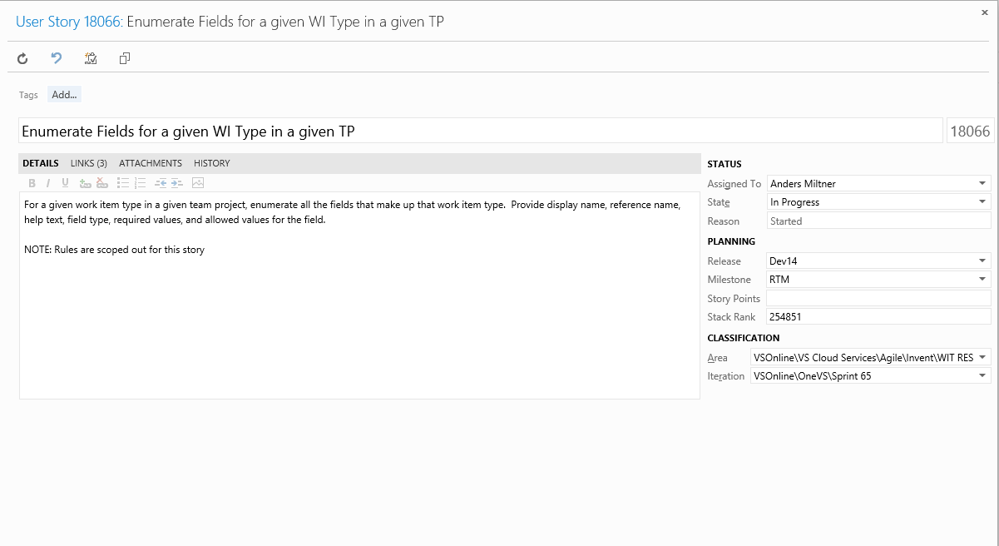 User Story 18066: Enumerate Fields for a given WI Type in a given TP
Tags Add...
Enumerate Fields for a given WI Type in a given TP 18066
DETAILS LINKS (3) ATTACHMENTS HISTORY
B I U
For a given work item type in a given team project, enumerate all the fields that make up that work item type. Provide display name, reference name,
help text, field type, required values, and allowed values for the field.
NOTE: Rules are scoped out for this story
STATUS
Assigned To Anders Miltner
State In Progress
Reason Started
PLANNING
Release Dev14
Milestone RTM
Story Points
Stack Rank 254851
CLASSIFICATION
Area VSOnline\VS Cloud Services\Agile\Invent\WIT RES
Iteration VSOnline\OneVS\Sprint 65